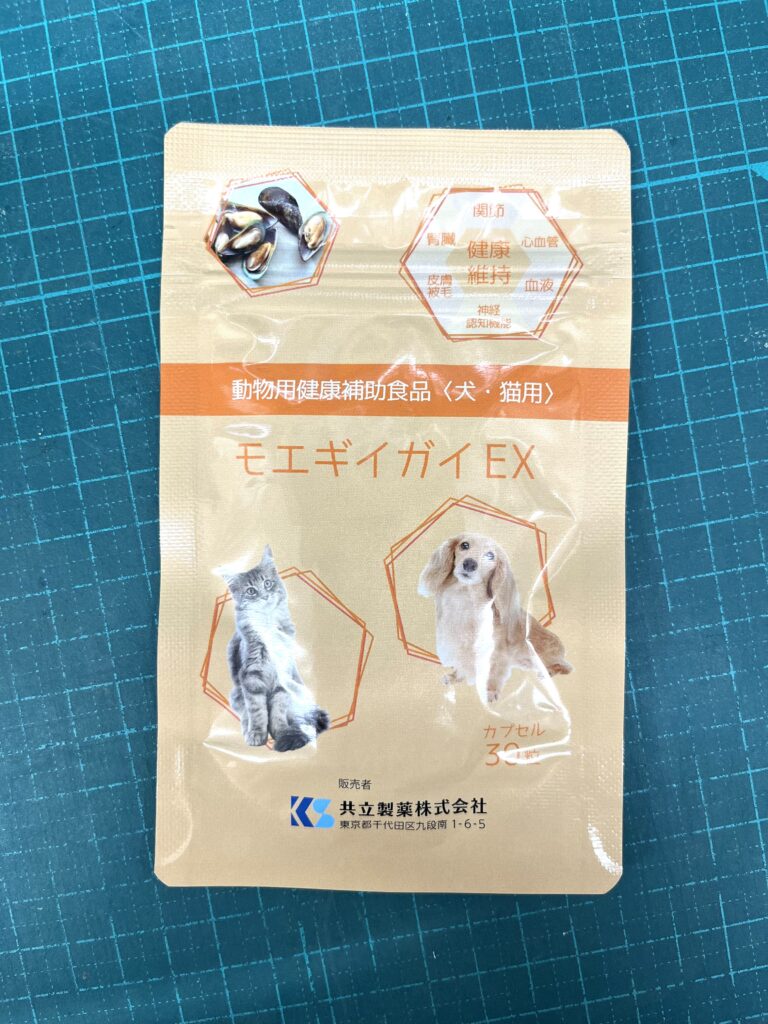 関節
腎臓
心血管
健康
維持
皮膚
被毛
血液
神経
認知機能
動物用健康補助食品〈犬・猫用〉
モエギイガイEX
カプセル
30粒
販売者
KS 共立製薬株式会社
東京都千代田区九段南 1-6-5